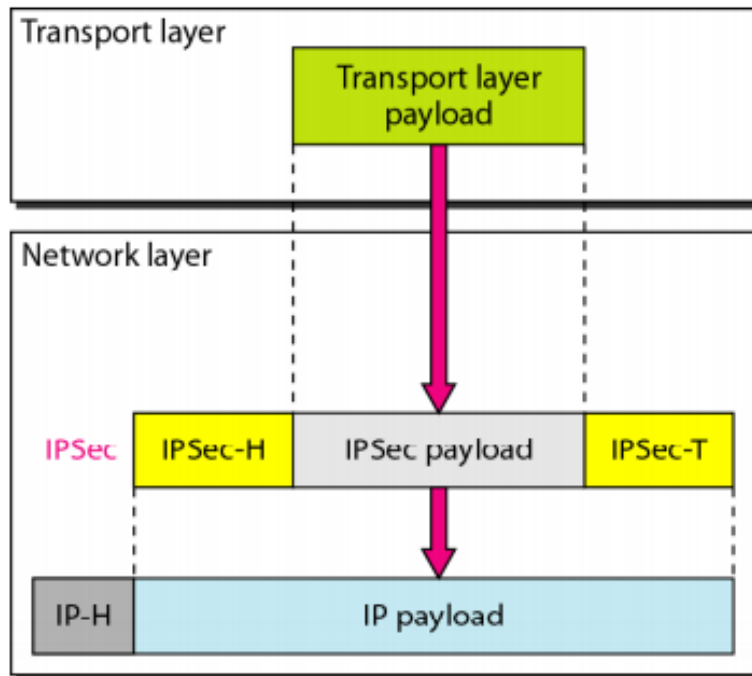 Transport layer
Transport layer
payload
Network layer
IPSec
IPSec-H
IPSec payload
IPSec-T
IP-H
IP payload